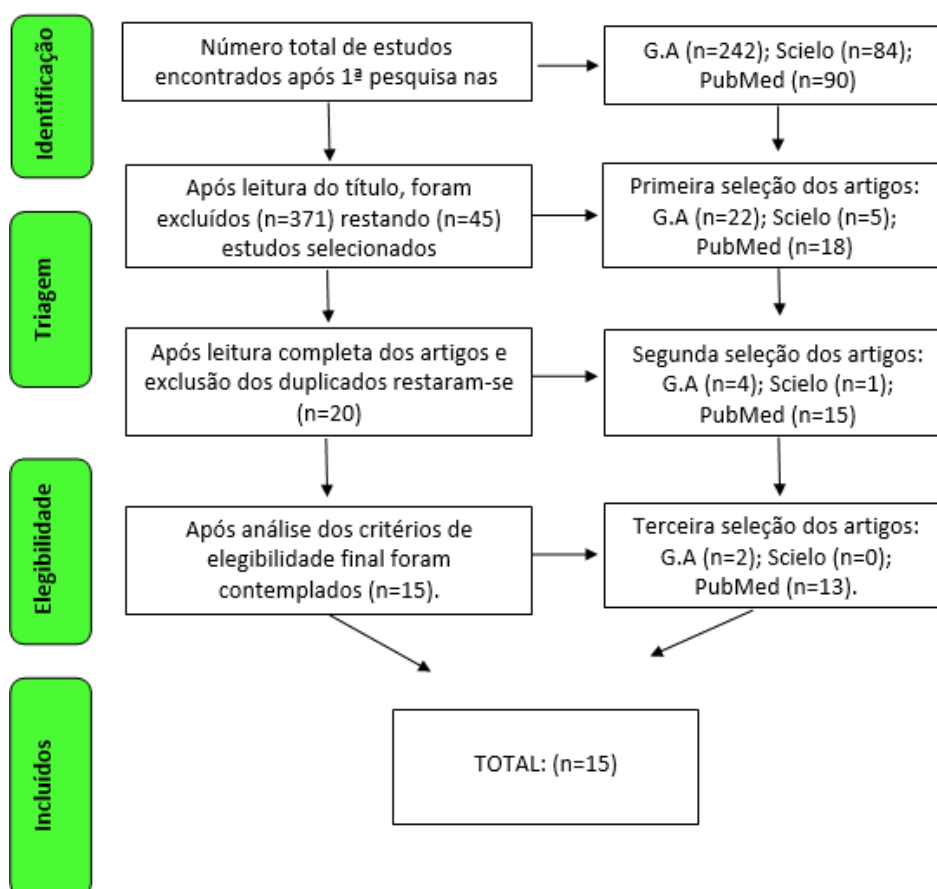 Identificação
Número total de estudos
encontrados após 1ª pesquisa nas
G.A (n=242); Scielo (n=84);
PubMed (n=90)
Triagem
Após leitura do título, foram
excluídos (n=371) restando (n=45)
estudos selecionados
Primeira seleção dos artigos:
G.A (n=22); Scielo (n=5);
PubMed (n=18)
Após leitura completa dos artigos e
exclusão dos duplicados restaram-se
(n=20)
Segunda seleção dos artigos:
G.A (n=4); Scielo (n=1);
PubMed (n=15)
Elegibilidade
Após análise dos critérios de
elegibilidade final foram
contemplados (n=15).
Terceira seleção dos artigos:
G.A (n=2); Scielo (n=0);
PubMed (n=13).
Incluídos
TOTAL: (n=15)